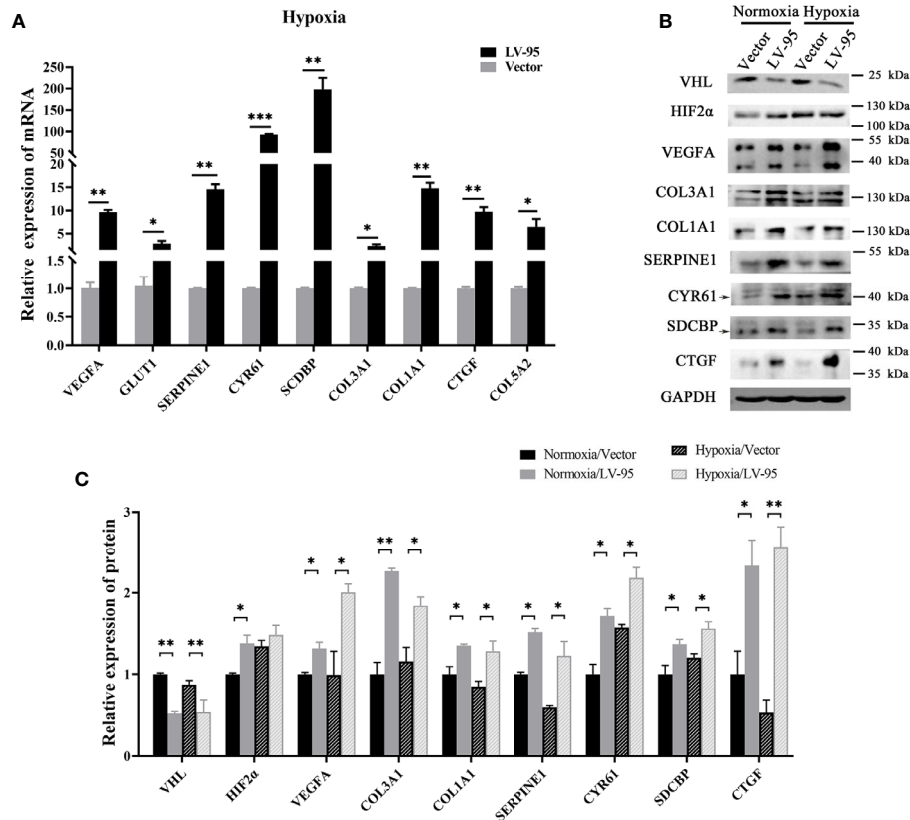 A
Hypoxia
LV-95
Vector
Relative expression of mRNA
250
200
150
100
50
20
15
10
5
1.0
0.5
0.0
**
*
**
***
**
*
**
**
*
VEGFA
GLUT1
SERPINE1
CYR61
SCDBP
COL3A1
COL1A1
CTGF
COL5A2
B
Normoxia Hypoxia
Vector LV-95 Vector LV-95
VHL 25 kDa
HIF2α 130 kDa
100 kDa
VEGFA 55 kDa
40 kDa
COL3A1 130 kDa
COL1A1 130 kDa
SERPINE1 55 kDa
CYR61 40 kDa
SDCBP 35 kDa
CTGF 40 kDa
35 kDa
GAPDH
C
Normoxia/Vector
Normoxia/LV-95
Hypoxia/Vector
Hypoxia/LV-95
Relative expression of protein
3
2
1
0
** **
*
* *
** *
* *
* *
* *
* *
* **
VHL
HIF2α
VEGFA
COL3A1
COL1A1
SERPINE1
CYR61
SDCBP
CTGF